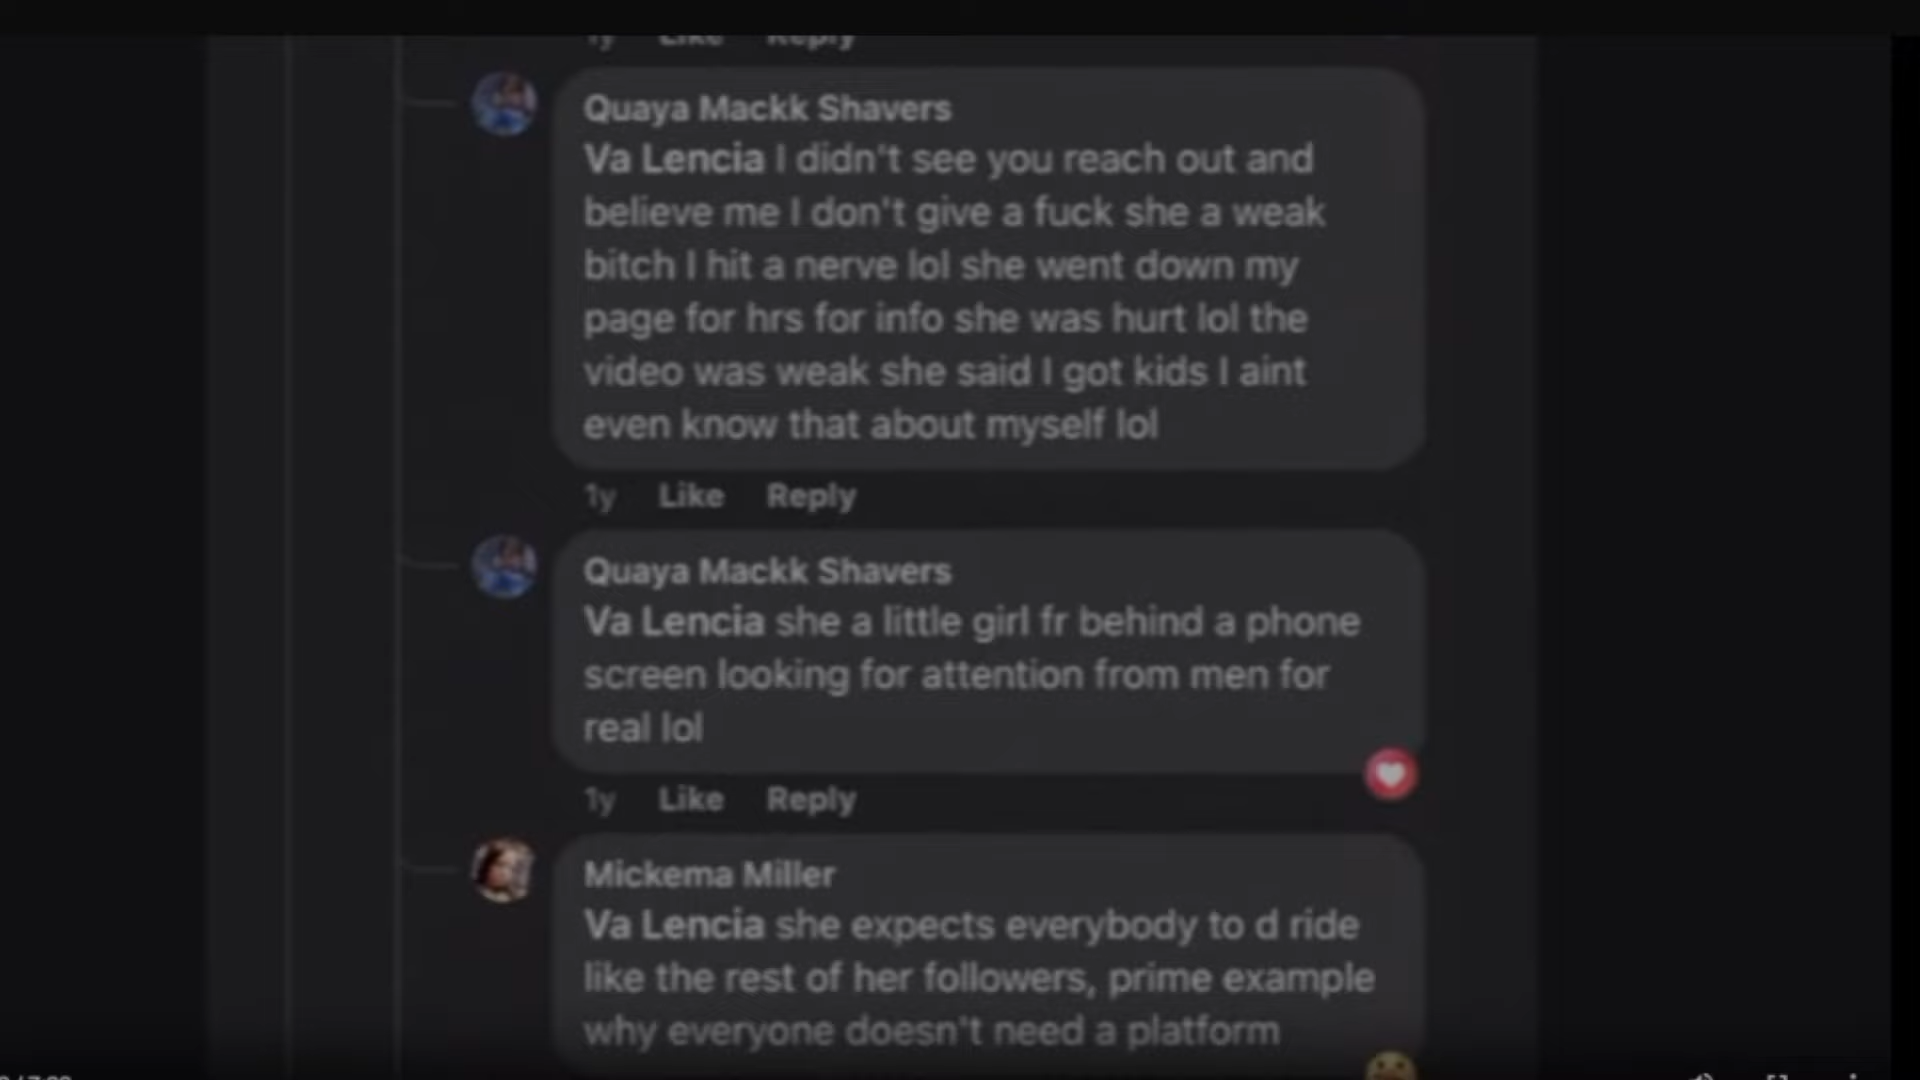 1y Like Reply
Quaya Mackk Shavers
Va Lencia I didn't see you reach out and
believe me I don't give a fuck she a weak
bitch I hit a nerve lol she went down my
page for hrs for info she was hurt lol the
video was weak she said I got kids I aint
even know that about myself lol
1y Like Reply
Quaya Mackk Shavers
Va Lencia she a little girl fr behind a phone
screen looking for attention from men for
real lol
1y Like Reply
Mickema Miller
Va Lencia she expects everybody to d ride
like the rest of her followers, prime example
why everyone doesn't need a platform